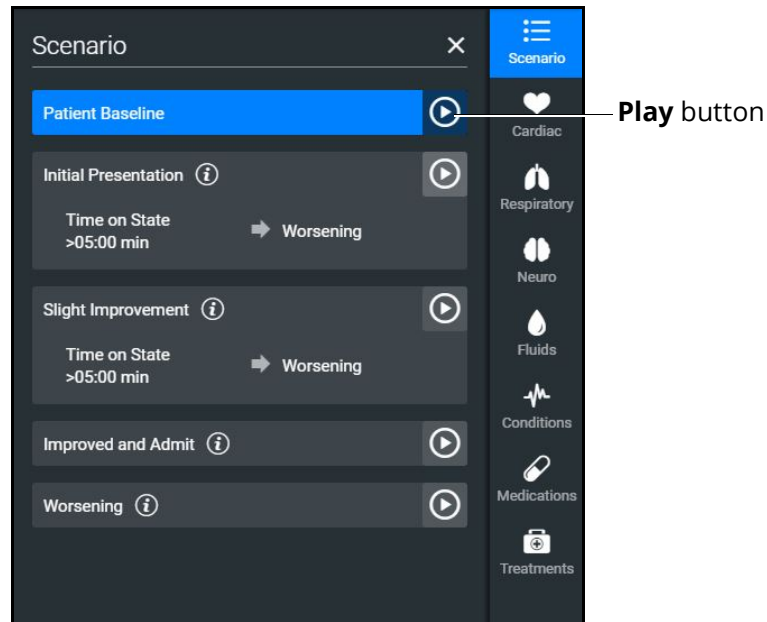 Scenario
Patient Baseline
Initial Presentation
Time on State
>05:00 min
Worsening
Slight Improvement
Time on State
>05:00 min
Worsening
Improved and Admit
Worsening
Scenario
Cardiac
Respiratory
Neuro
Fluids
Conditions
Medications
Treatments
Play button